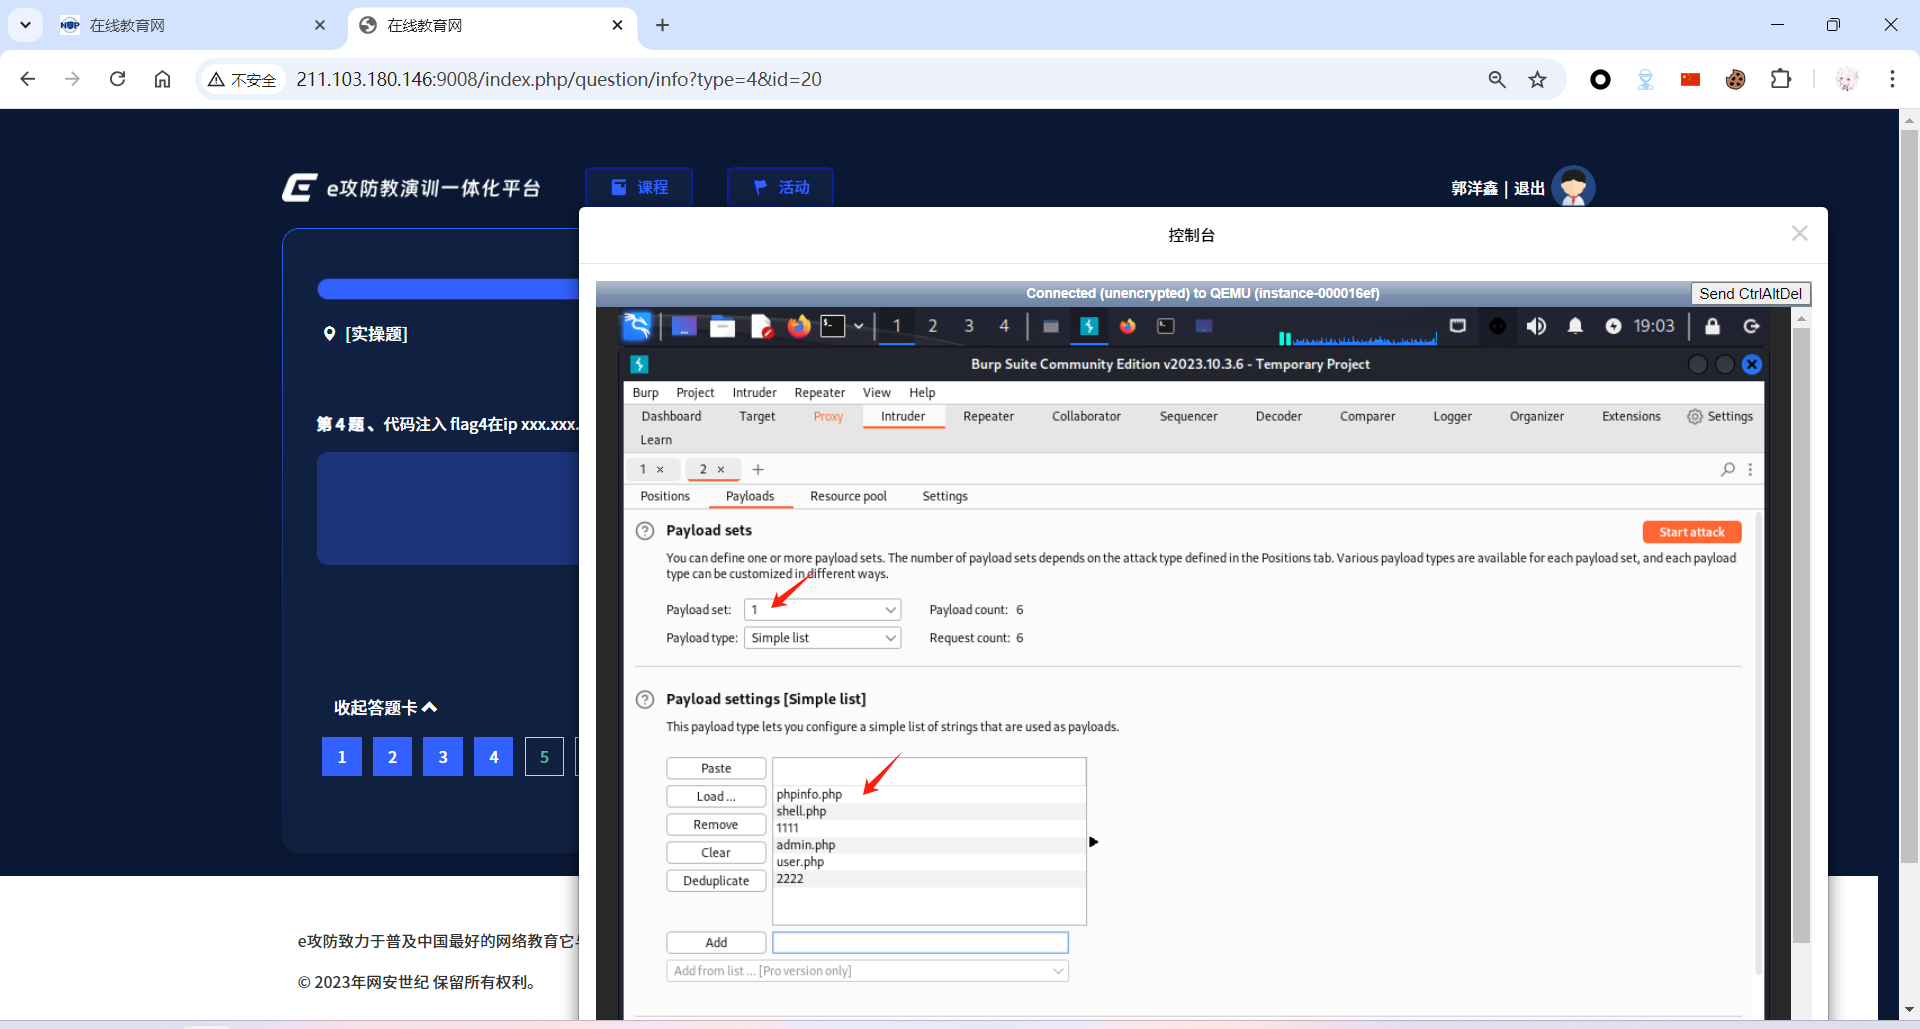 在线教育网
在线教育网
不安全
211.103.180.146:9008/index.php/question/info?type=4&id=20
e攻防教演训一体化平台
课程
活动
郭洋鑫 | 退出
[实操题]
第4题、代码注入 flag4在ip xxx.xxx.
收起答题卡
1 2 3 4 5
e攻防致力于普及中国最好的网络教育它
© 2023年网安世纪 保留所有权利。
控制台
Connected (unencrypted) to QEMU (instance-000016ef)
Send CtrlAltDel
1 2 3 4
19:03
Burp Suite Community Edition v2023.10.3.6 - Temporary Project
Burp Project Intruder Repeater View Help
Dashboard Target Proxy Intruder Repeater Collaborator Sequencer Decoder Comparer Logger Organizer Extensions Settings
Learn
1 × 2 × +
Positions Payloads Resource pool Settings
Payload sets
Start attack
You can define one or more payload sets. The number of payload sets depends on the attack type defined in the Positions tab. Various payload types are available for each payload set, and each payload
type can be customized in different ways.
Payload set: 1 Payload count: 6
Payload type: Simple list Request count: 6
Payload settings [Simple list]
This payload type lets you configure a simple list of strings that are used as payloads.
Paste
Load ...
Remove
Clear
Deduplicate
phpinfo.php
shell.php
1111
admin.php
user.php
2222
Add
Add from list ... [Pro version only]